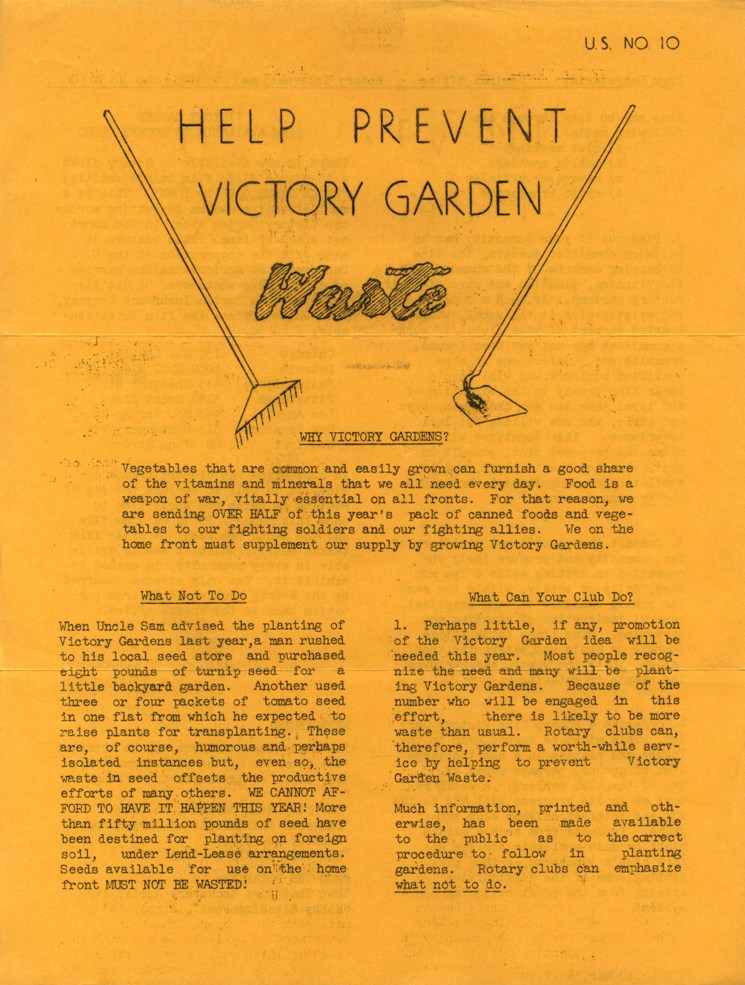 U.S. NO 10
HELP PREVENT
VICTORY GARDEN
Waste
WHY VICTORY GARDENS?
Vegetables that are common and easily grown can furnish a good share
of the vitamins and minerals that we all need every day. Food is a
weapon of war, vitally essential on all fronts. For that reason, we
are sending OVER HALF of this year's pack of canned foods and vege-
tables to our fighting soldiers and our fighting allies. We on the
home front must supplement our supply by growing Victory Gardens.
What Not To Do
When Uncle Sam advised the planting of
Victory Gardens last year,a man rushed
to his local seed store and purchased
eight pounds of turnip seed for a
little backyard garden. Another used
three or four packets of tomato seed
in one flat from which he expected to
raise plants for transplanting. These
are, of course, humorous and perhaps
isolated instances but, even so, the
waste in seed offsets the productive
efforts of many others. WE CANNOT AF-
FORD TO HAVE IT HAPPEN THIS YEAR! More
than fifty million pounds of seed have
been destined for planting on foreign
soil, under Lend-Lease arrangements.
Seeds available for use on the home
front MUST NOT BE WASTED!
What Can Your Club Do?
1. Perhaps little, if any, promotion
of the Victory Garden idea will be
needed this year. Most people recog-
nize the need and many will be plant-
ing Victory Gardens. Because of the
number who will be engaged in this
effort, there is likely to be more
waste than usual. Rotary clubs can,
therefore, perform a worth-while serv-
ice by helping to prevent Victory
Garden Waste.
Much information, printed and oth-
erwise, has been made available
to the public as to the correct
procedure to follow in planting
gardens. Rotary clubs can emphasize
what not to do.